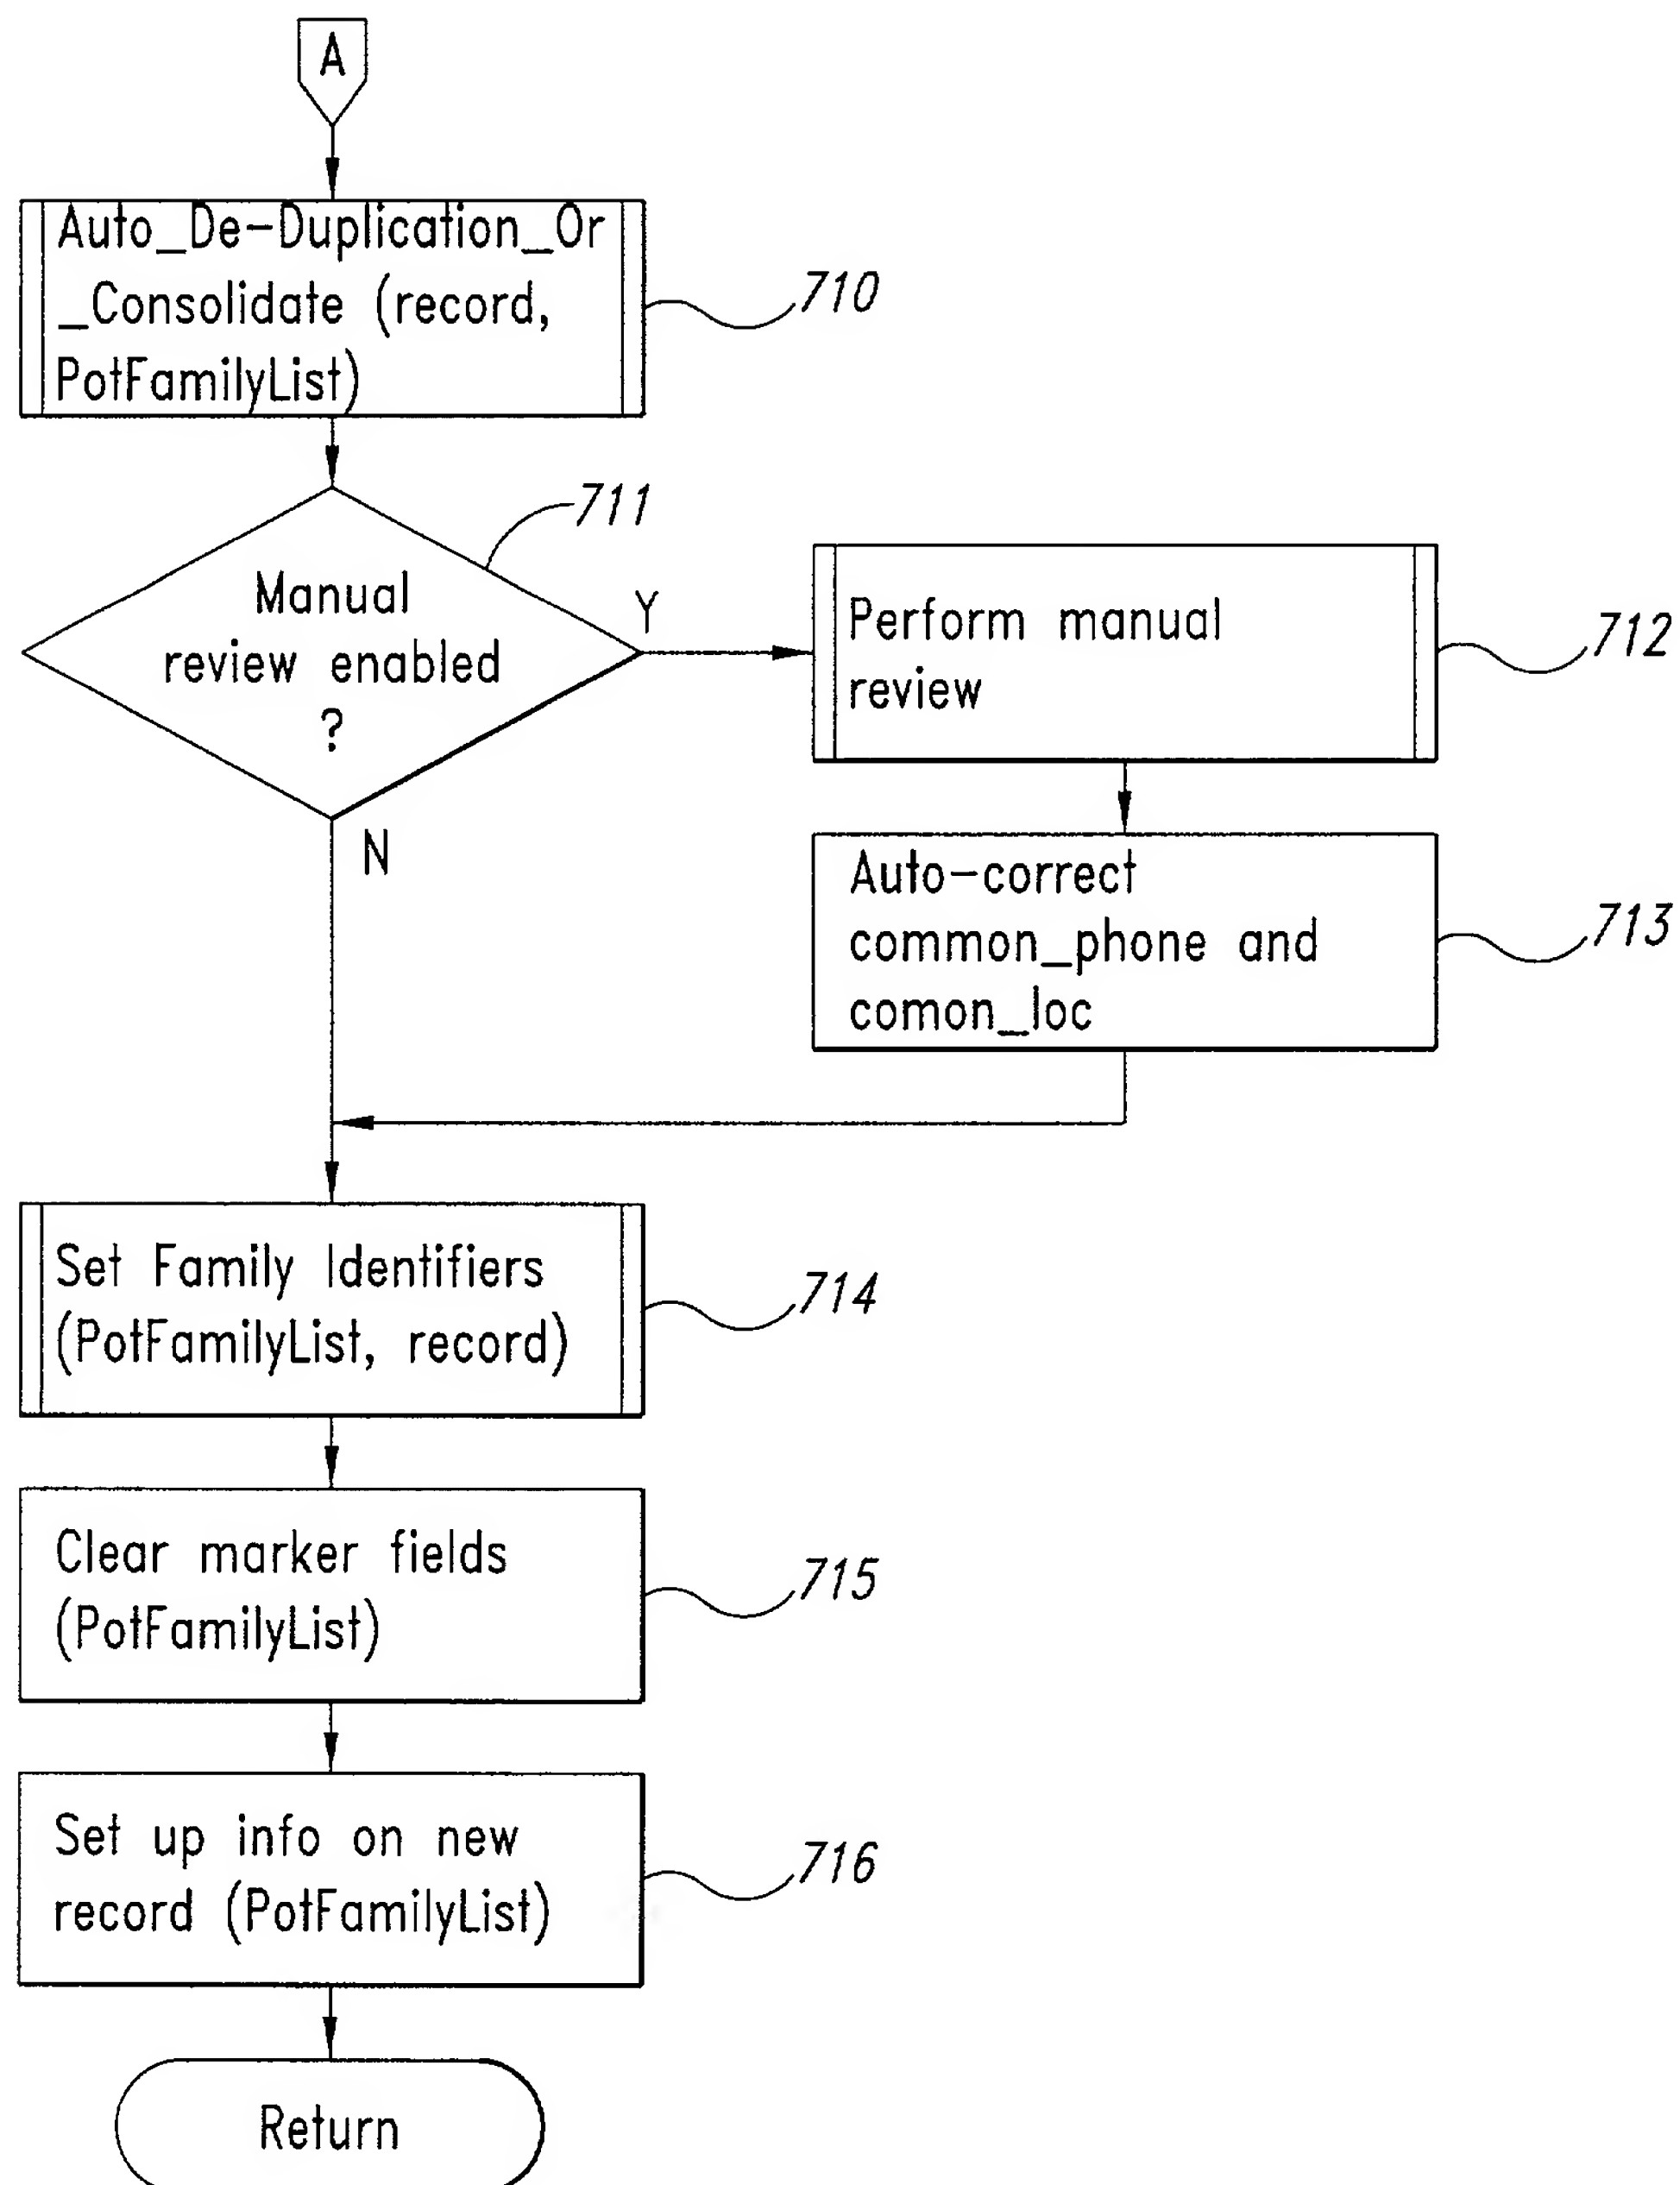 A
Auto_De-Duplication_Or
_Consolidate (record,
PotFamilyList)
710
711
Manual
review enabled
?
Y
N
Perform manual
review
712
Auto-correct
common_phone and
comon_loc
713
Set Family Identifiers
(PotFamilyList, record)
714
Clear marker fields
(PotFamilyList)
715
Set up info on new
record (PotFamilyList)
716
Return